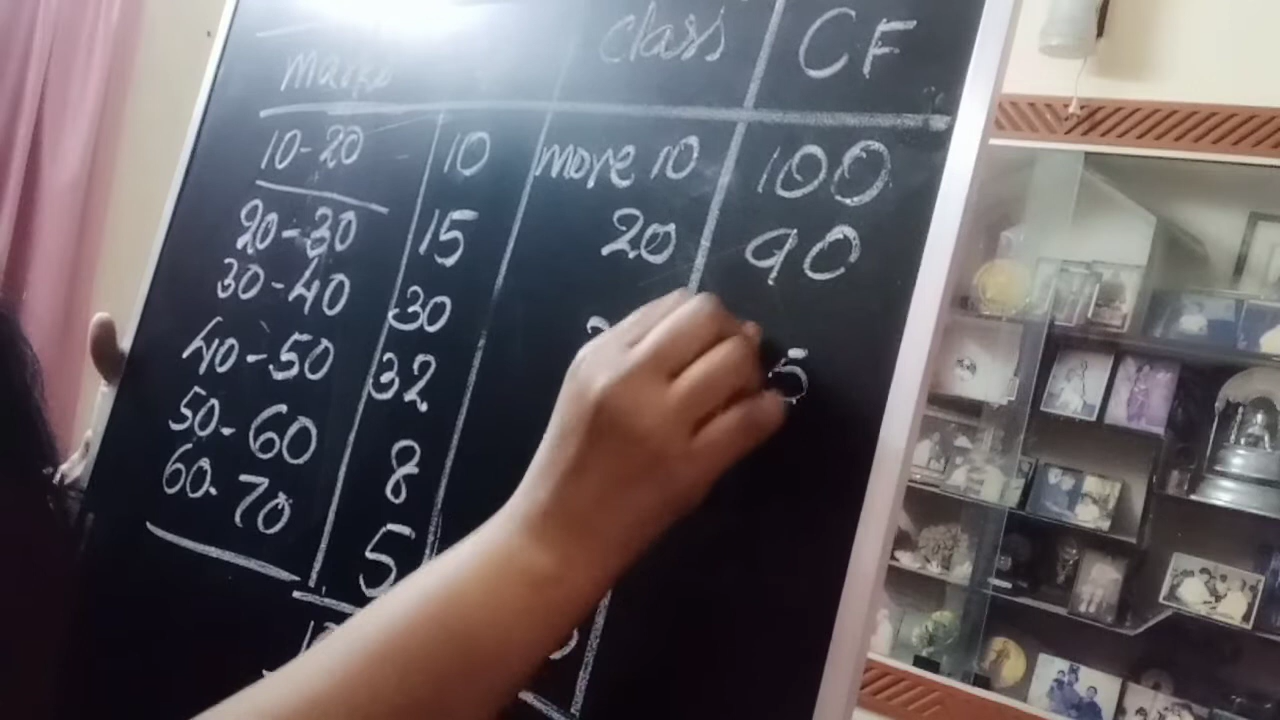 marks class CF
10-20 10 more 10 100
20-30 15 20 90
30-40 30
40-50 32 5
50-60 8
60-70 5